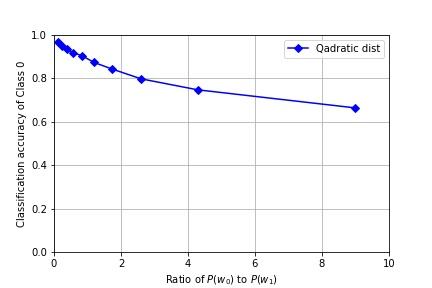 1.0
0.8
0.6
0.4
0.2
0.0
Classification accuracy of Class 0
Qadratic dist
0 2 4 6 8 10
Ratio of P(w₀) to P(w₁)